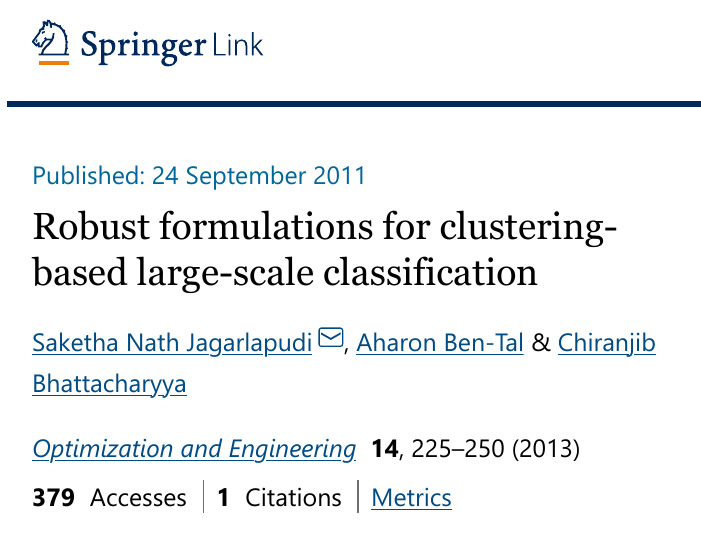 Springer Link
Published: 24 September 2011
Robust formulations for clustering-
based large-scale classification
Saketha Nath Jagarlapudi, Aharon Ben-Tal & Chiranjib
Bhattacharyya
Optimization and Engineering 14, 225–250 (2013)
379 Accesses 1 Citations Metrics